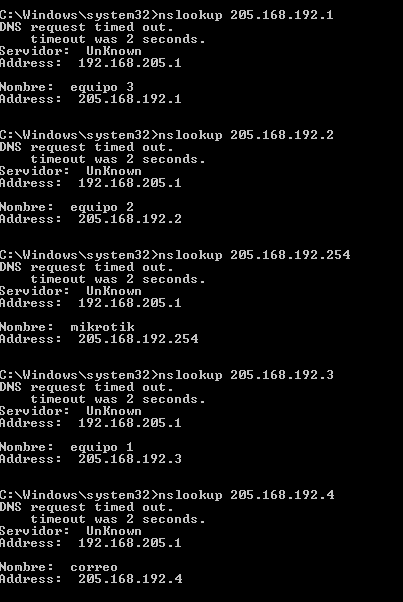 C:\Windows\system32>nslookup 205.168.192.1
DNS request timed out.
    timeout was 2 seconds.
Servidor:  UnKnown
Address:  192.168.205.1

Nombre:  equipo 3
Address:  205.168.192.1


C:\Windows\system32>nslookup 205.168.192.2
DNS request timed out.
    timeout was 2 seconds.
Servidor:  UnKnown
Address:  192.168.205.1

Nombre:  equipo 2
Address:  205.168.192.2


C:\Windows\system32>nslookup 205.168.192.254
DNS request timed out.
    timeout was 2 seconds.
Servidor:  UnKnown
Address:  192.168.205.1

Nombre:  mikrotik
Address:  205.168.192.254


C:\Windows\system32>nslookup 205.168.192.3
DNS request timed out.
    timeout was 2 seconds.
Servidor:  UnKnown
Address:  192.168.205.1

Nombre:  equipo 1
Address:  205.168.192.3


C:\Windows\system32>nslookup 205.168.192.4
DNS request timed out.
    timeout was 2 seconds.
Servidor:  UnKnown
Address:  192.168.205.1

Nombre:  correo
Address:  205.168.192.4